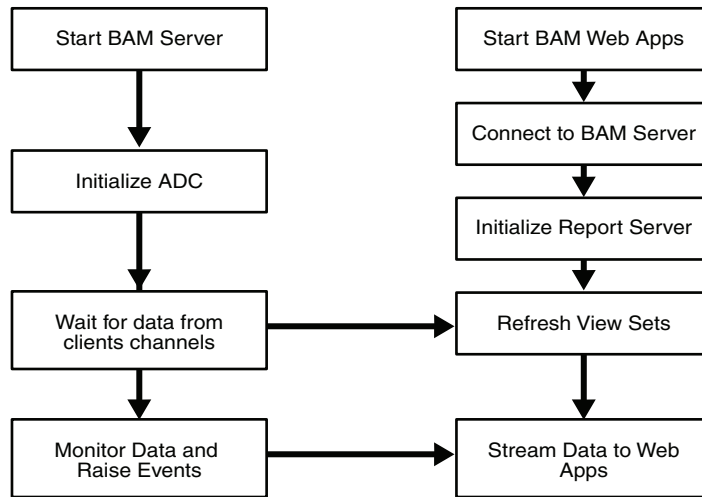 Start BAM Server
Initialize ADC
Wait for data from
clients channels
Monitor Data and
Raise Events
Start BAM Web Apps
Connect to BAM Server
Initialize Report Server
Refresh View Sets
Stream Data to Web
Apps